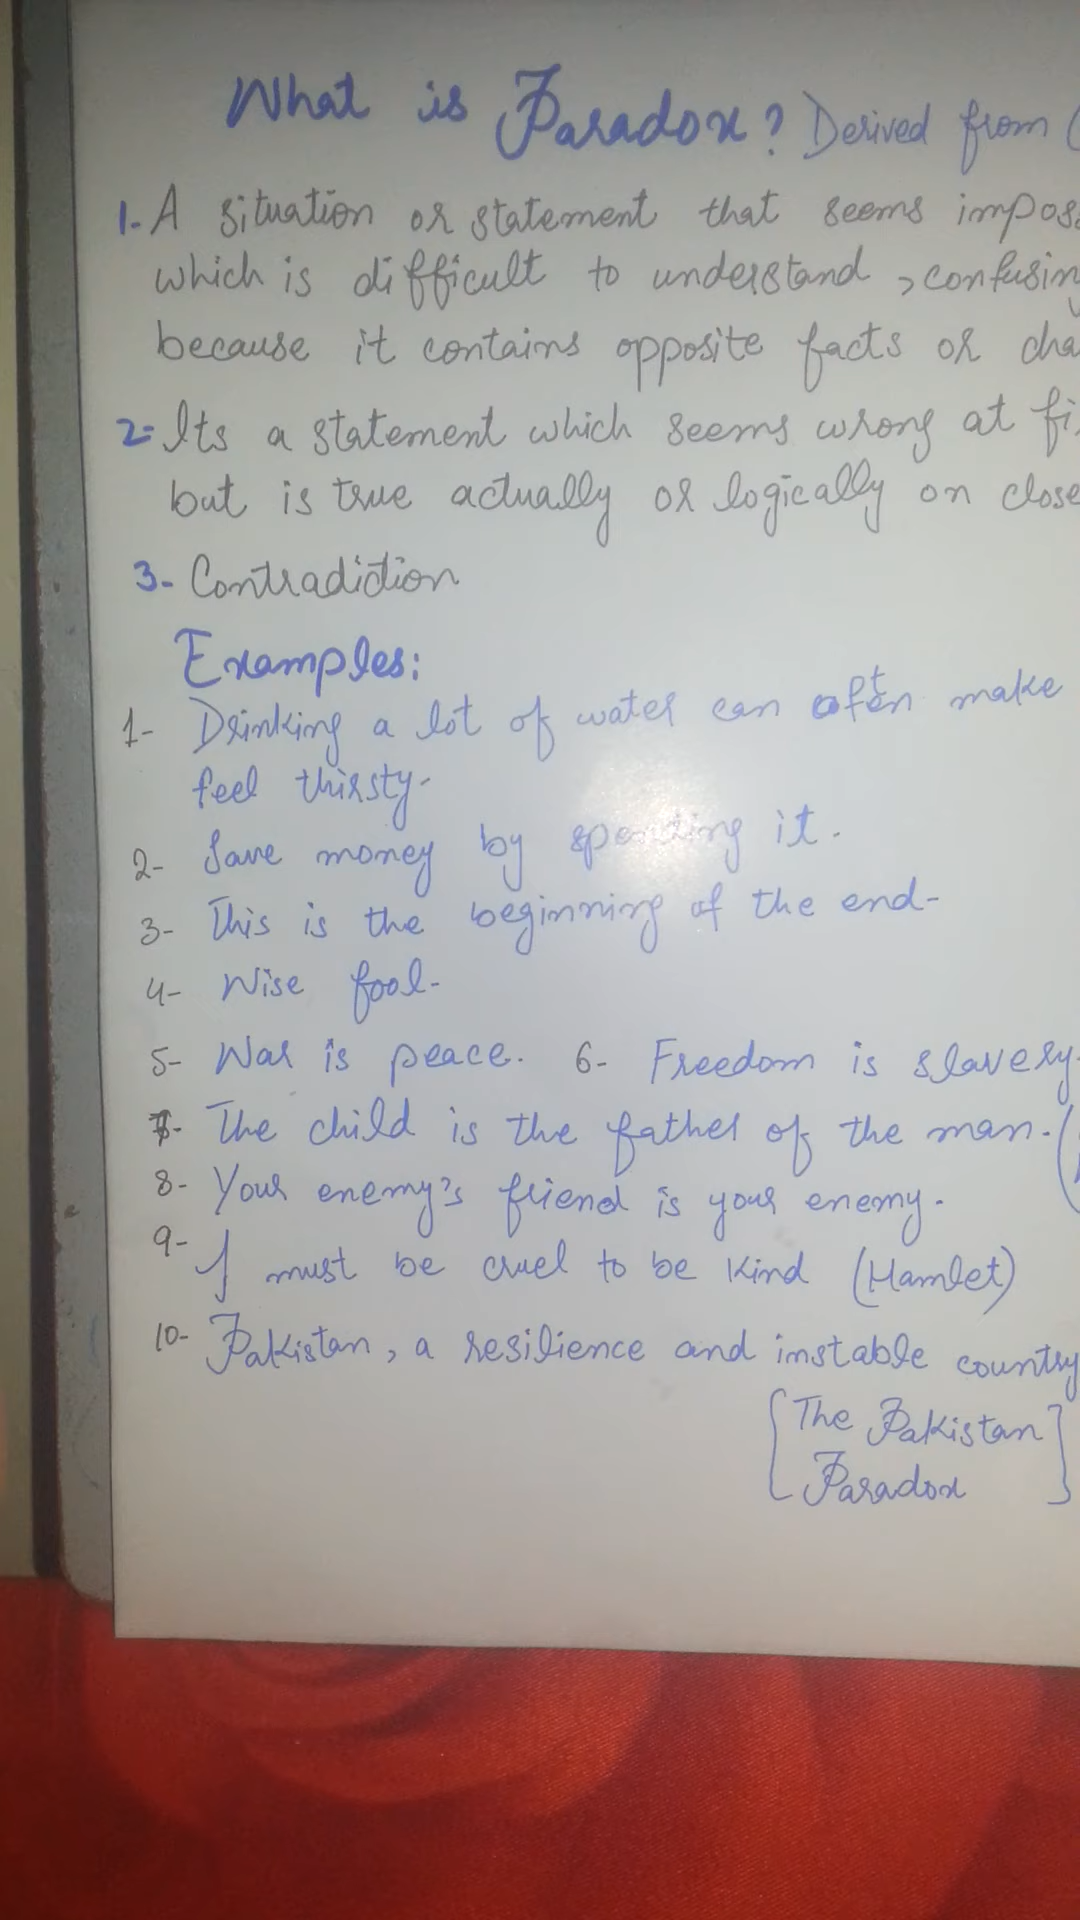 What is Paradox? Derived from (
1- A situation or statement that seems impos
which is difficult to understand, confusing
because it contains opposite facts or cha
2- Its a statement which seems wrong at fi
but is true actually or logically on close
3- Contradiction
Examples:
1- Drinking a lot of water can often make
feel thirsty-
2- Save money by spending it.
3- This is the beginning of the end-
4- Wise fool-
5- War is peace. 6- Freedom is slavery-
7- The child is the father of the man. (
8- Your enemy's friend is your enemy.
9- I must be cruel to be kind (Hamlet)
10- Pakistan, a resilience and instable country
[The Pakistan
Paradox]